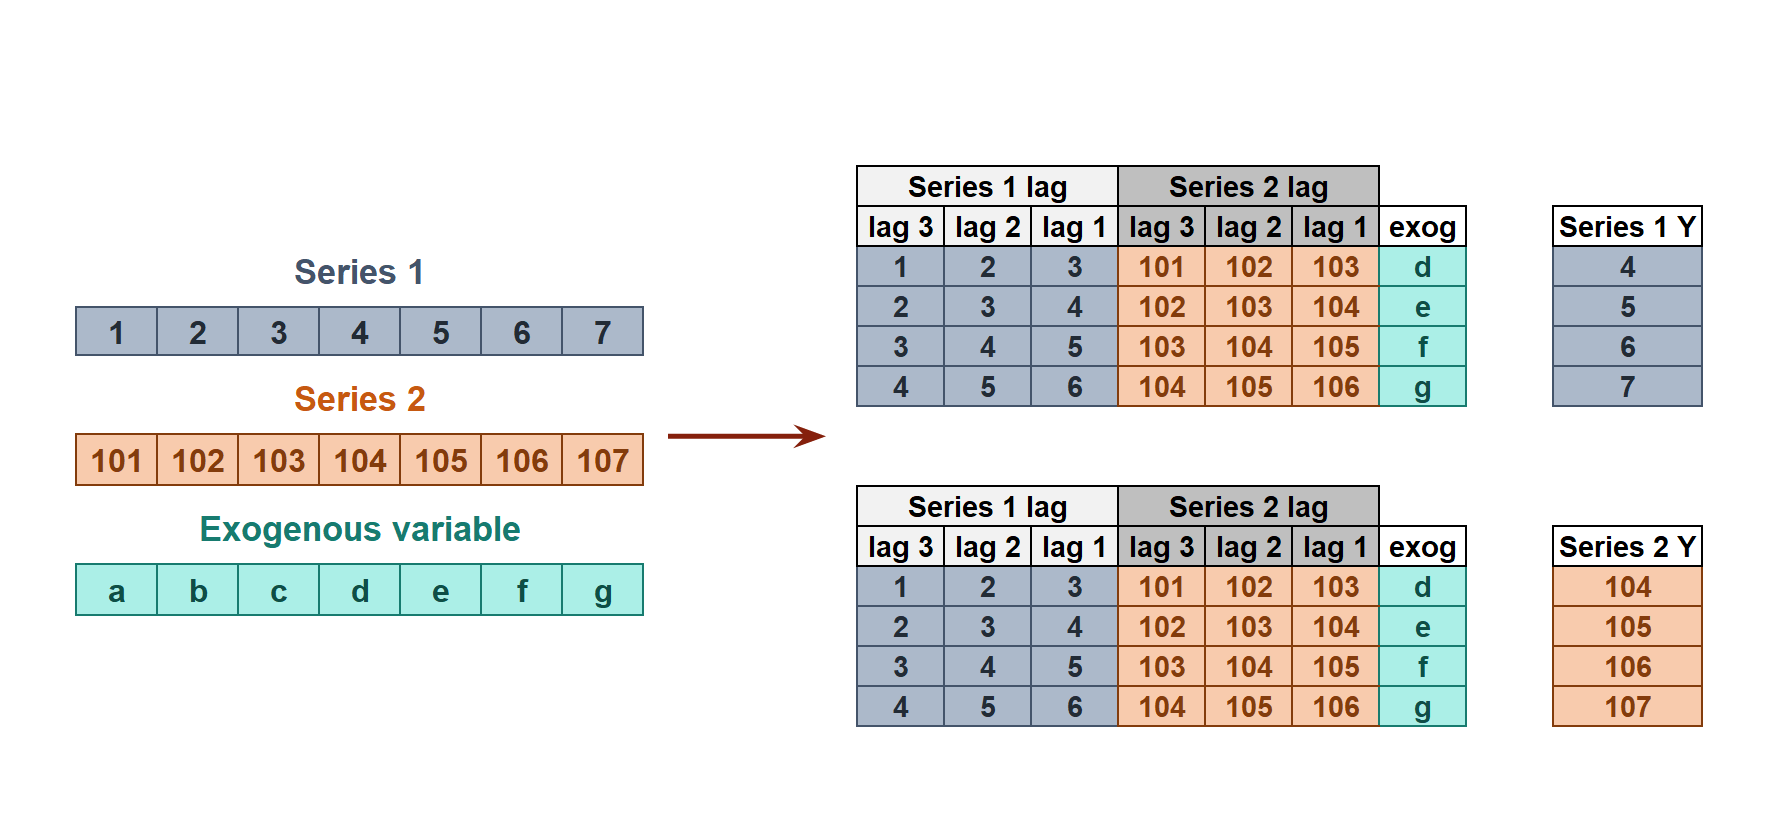 Series 1
1 2 3 4 5 6 7
Series 2
101 102 103 104 105 106 107
Exogenous variable
a b c d e f g
Series 1 lag Series 2 lag
lag 3 lag 2 lag 1 lag 3 lag 2 lag 1 exog
1 2 3 101 102 103 d
2 3 4 102 103 104 e
3 4 5 103 104 105 f
4 5 6 104 105 106 g
Series 1 Y
4
5
6
7
Series 1 lag Series 2 lag
lag 3 lag 2 lag 1 lag 3 lag 2 lag 1 exog
1 2 3 101 102 103 d
2 3 4 102 103 104 e
3 4 5 103 104 105 f
4 5 6 104 105 106 g
Series 2 Y
104
105
106
107